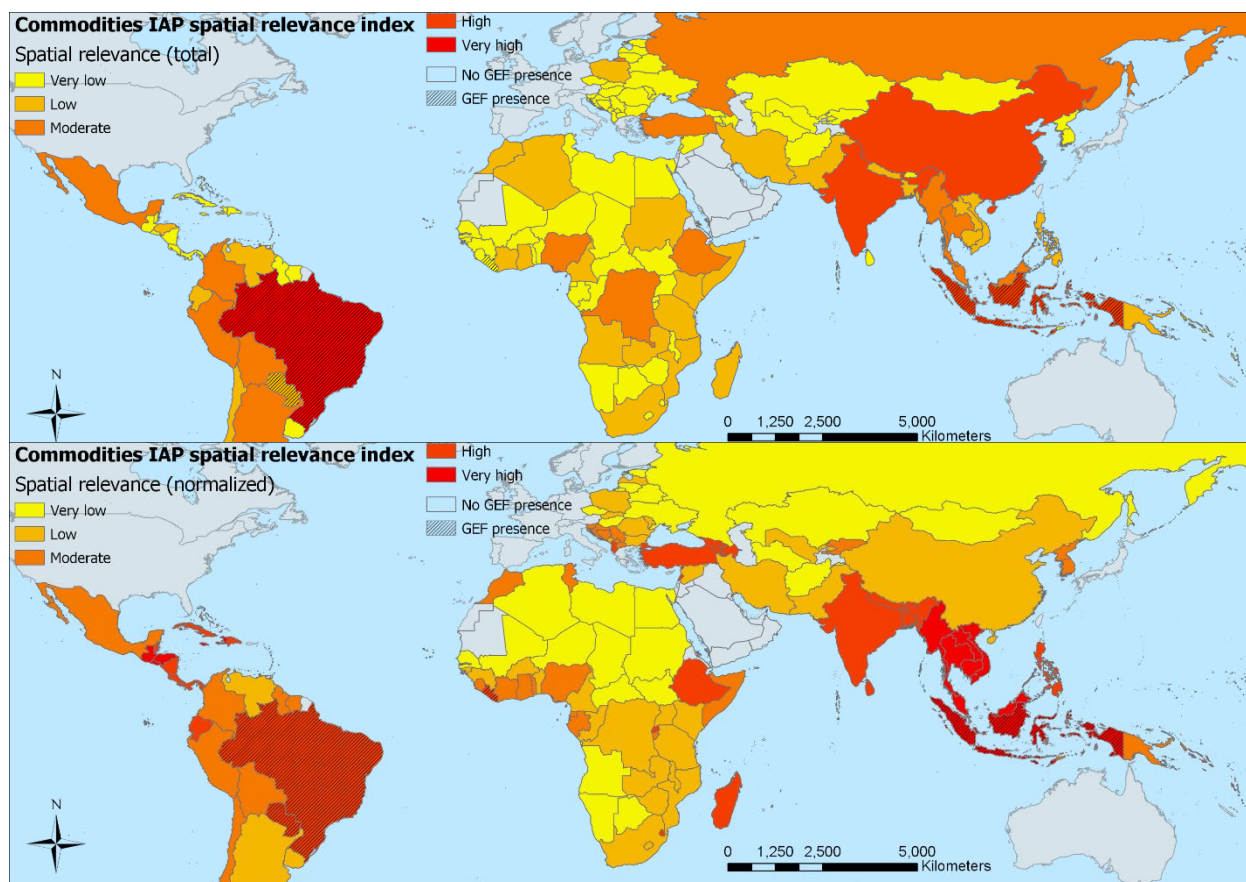 Commodities IAP spatial relevance index
Spatial relevance (total)
Very low
Low
Moderate
High
Very high
No GEF presence
GEF presence
N
0 1,250 2,500 5,000
Kilometers
Commodities IAP spatial relevance index
Spatial relevance (normalized)
Very low
Low
Moderate
High
Very high
No GEF presence
GEF presence
N
0 1,250 2,500 5,000
Kilometers